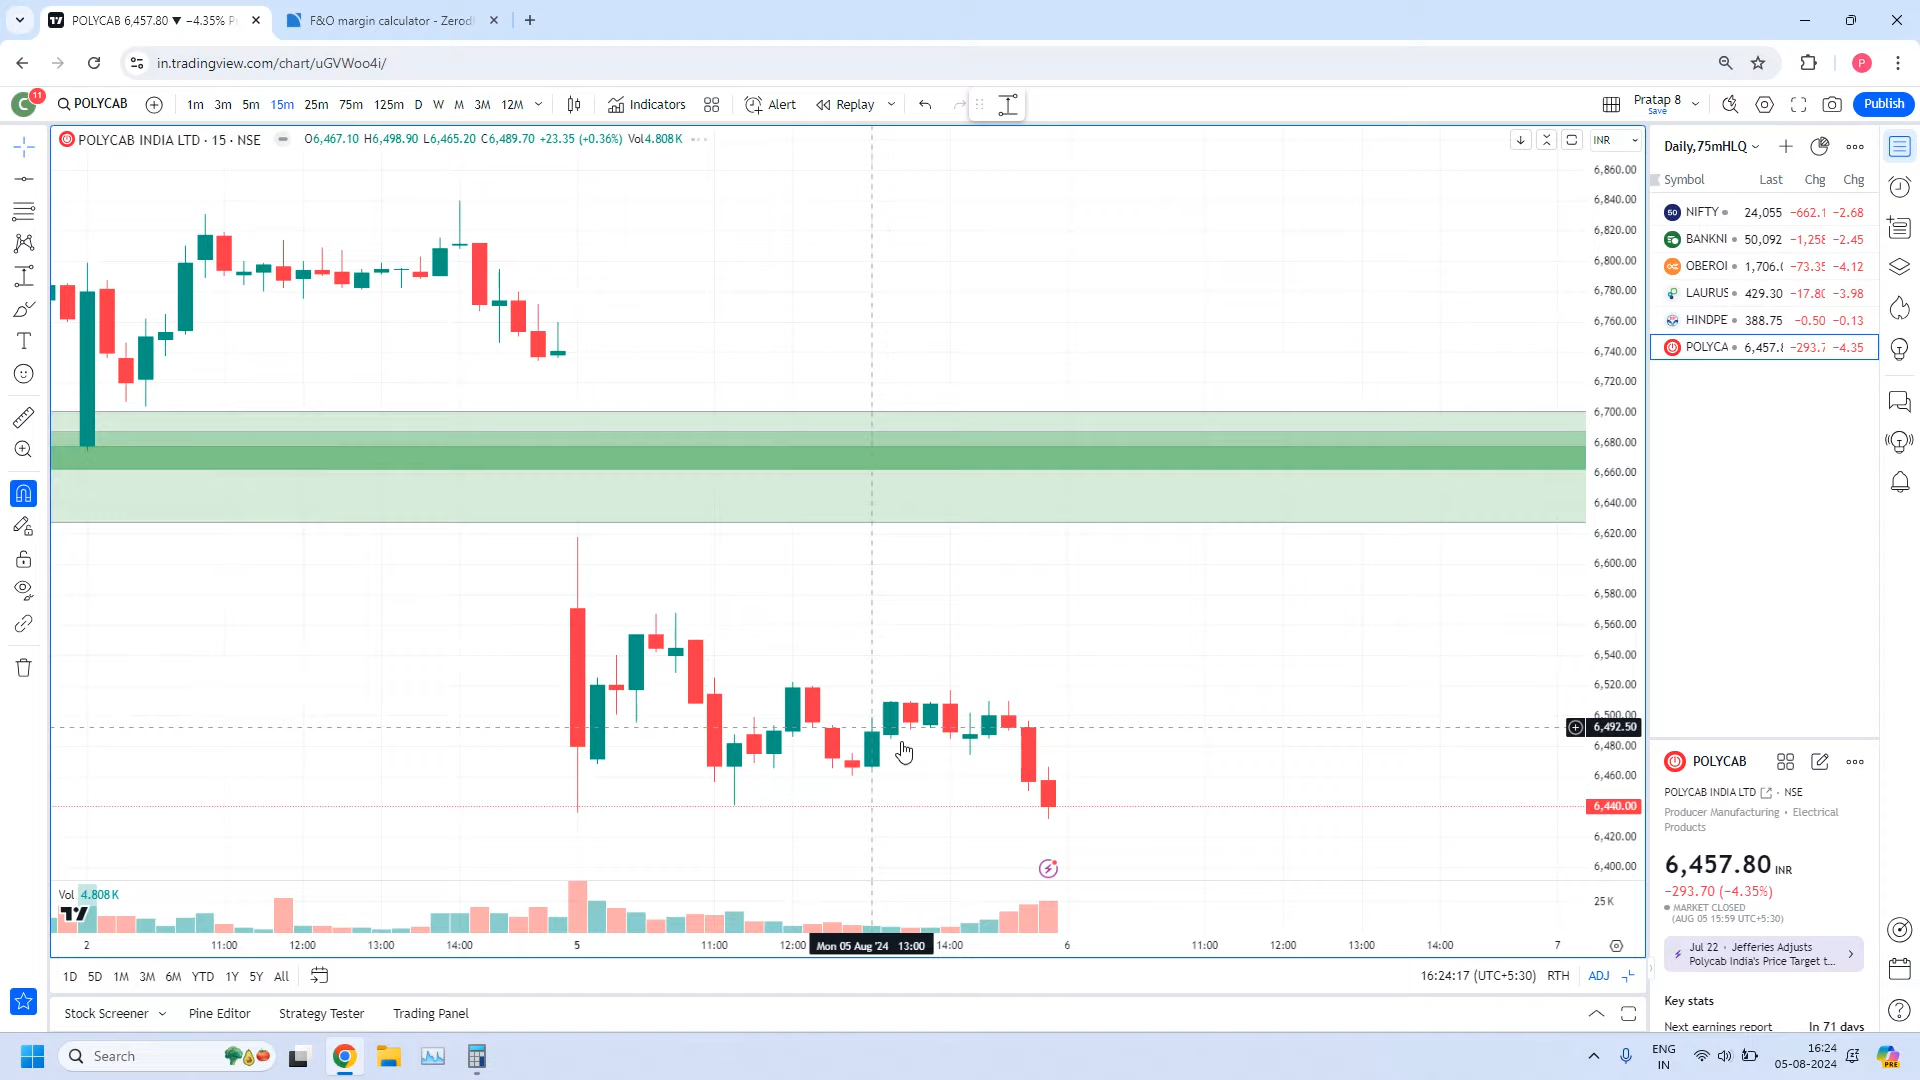 POLYCAB 6,457.80 ▼ −4.35% P
F&O margin calculator - Zerod
in.tradingview.com/chart/uGVWoo4i/
P
C
11
POLYCAB
1m 3m 5m 15m 25m 75m 125m D W M 3M 12M
Indicators
Alert
Replay
Pratap 8
Save
Publish
POLYCAB INDIA LTD · 15 · NSE
O6,467.10 H6,498.90 L6,465.20 C6,489.70 +23.35 (+0.36%) Vol4.808 K
INR
6,860.00
6,840.00
6,820.00
6,800.00
6,780.00
6,760.00
6,740.00
6,720.00
6,700.00
6,680.00
6,660.00
6,640.00
6,620.00
6,600.00
6,580.00
6,560.00
6,540.00
6,520.00
6,500.00
6,492.50
6,480.00
6,460.00
6,440.00
6,420.00
6,400.00
Vol 4.808 K
25 K
2 11:00 12:00 13:00 14:00 5 11:00 12:00 Mon 05 Aug '24 13:00 14:00 6 11:00 12:00 13:00 14:00 7
1D 5D 1M 3M 6M YTD 1Y 5Y All
16:24:17 (UTC+5:30) RTH ADJ
Stock Screener Pine Editor Strategy Tester Trading Panel
Daily,75mHLQ
Symbol Last Chg Chg
50 NIFTY 24,055 −662.1 −2.68
BANKNI 50,092 −1,258 −2.45
OBEROI 1,706.0 −73.35 −4.12
LAURUS 429.30 −17.80 −3.98
HINDPE 388.75 −0.50 −0.13
POLYCA 6,457.8 −293.7 −4.35
POLYCAB
POLYCAB INDIA LTD · NSE
Producer Manufacturing · Electrical
Products
6,457.80 INR
−293.70 (−4.35%)
MARKET CLOSED
(AUG 05 15:59 UTC+5:30)
Jul 22 · Jefferies Adjusts
Polycab India's Price Target t...
Key stats
Next earnings report In 71 days
Search
ENG
IN
16:24
05-08-2024
PRE